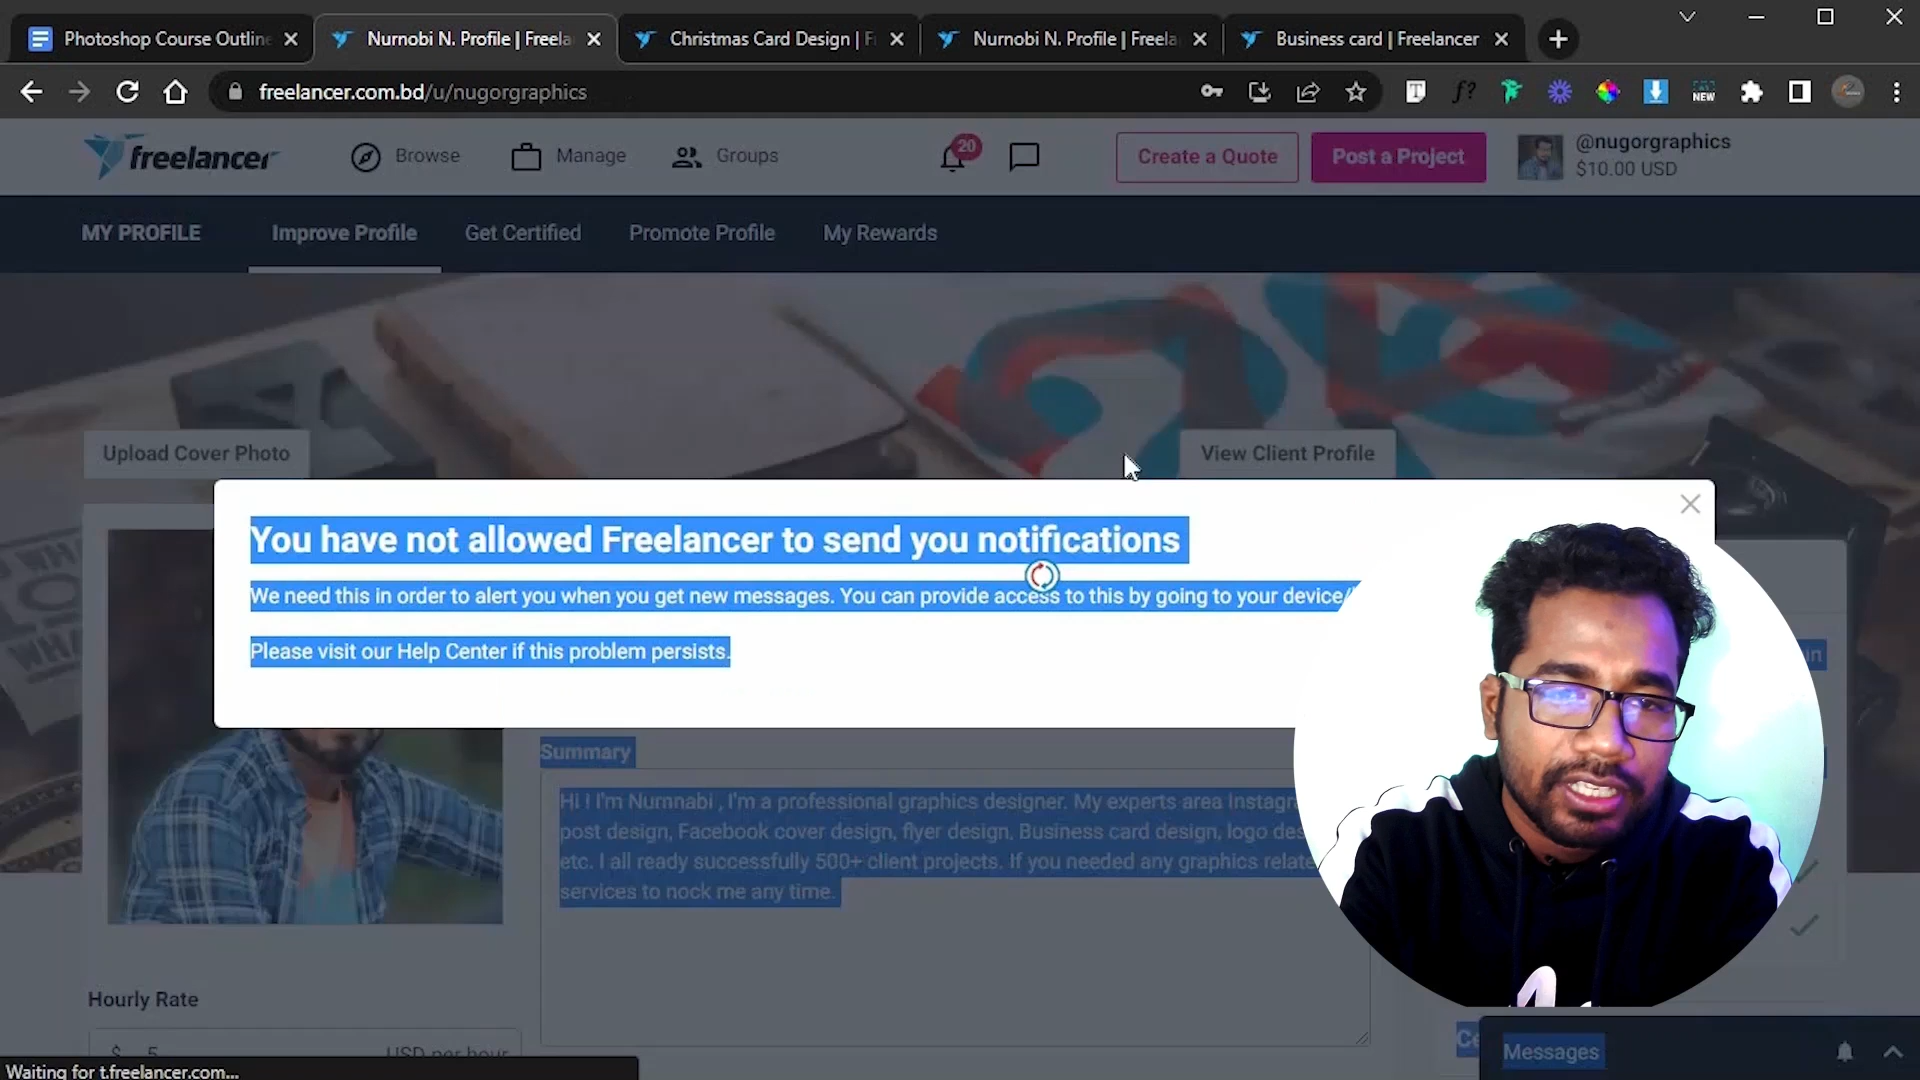 Photoshop Course Outline
Nurnobi N. Profile | Freela
Christmas Card Design | F
Nurnobi N. Profile | Freela
Business card | Freelancer
freelancer.com.bd/u/nugorgraphics
f?
NEW
freelancer
Browse
Manage
Groups
20
Create a Quote
Post a Project
@nugorgraphics
$10.00 USD
MY PROFILE
Improve Profile
Get Certified
Promote Profile
My Rewards
Upload Cover Photo
View Client Profile
You have not allowed Freelancer to send you notifications
We need this in order to alert you when you get new messages. You can provide access to this by going to your device/
Please visit our Help Center if this problem persists.
Summary
Hi ! I'm Numnabi , I'm a professional graphics designer. My experts area Instagra
post design, Facebook cover design, flyer design, Business card design, logo des
etc. I all ready successfully 500+ client projects. If you needed any graphics relate
services to nock me any time.
Hourly Rate
$ 5 USD per hour
Ce
Messages
Waiting for t.freelancer.com...